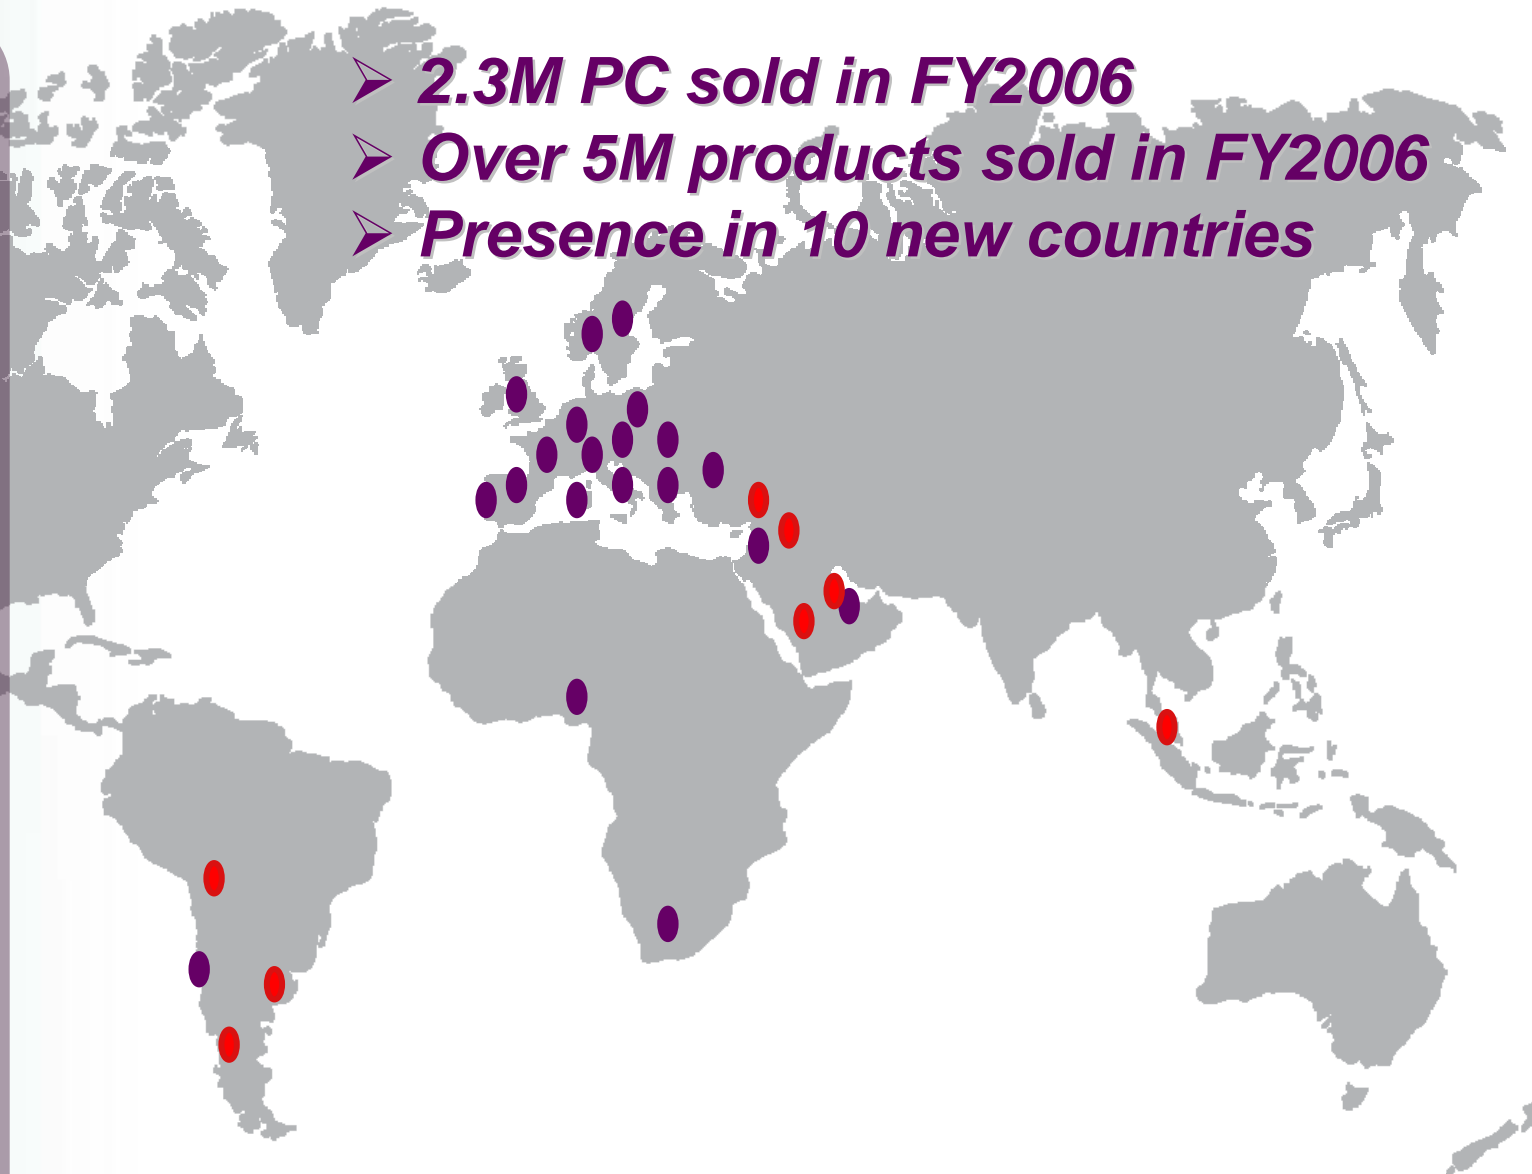 ➢ 2.3M PC sold in FY2006
➢ Over 5M products sold in FY2006
➢ Presence in 10 new countries